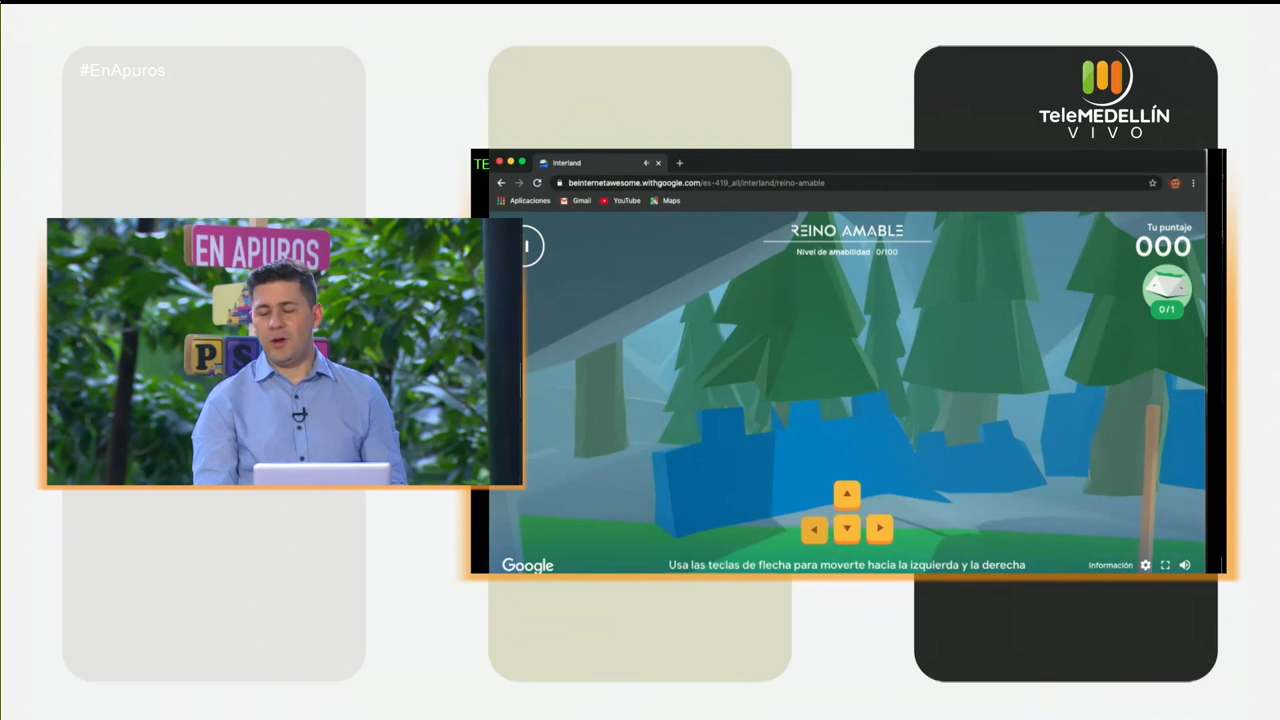 #EnApuros
TeleMEDELLÍN
VIVO
TE
Interland
beinternetawesome.withgoogle.com/es-419_all/interland/reino-amable
Aplicaciones
Gmail
YouTube
Maps
EN APUROS
PS
REINO AMABLE
Nivel de amabilidad 0/100
Tu puntaje
000
0/1
Google
Usa las teclas de flecha para moverte hacia la izquierda y la derecha
Información